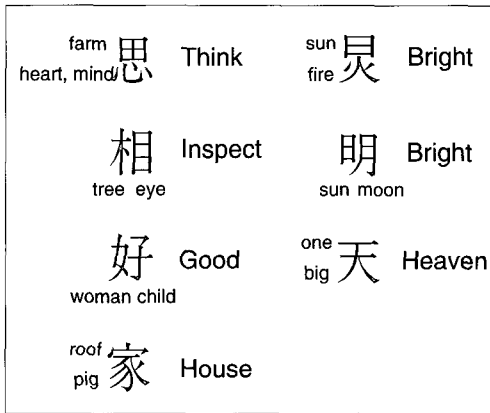 farm
heart, mind 思 Think
相 Inspect
tree eye
好 Good
woman child
roof
pig 家 House
sun
fire 炅 Bright
明 Bright
sun moon
one
big 天 Heaven